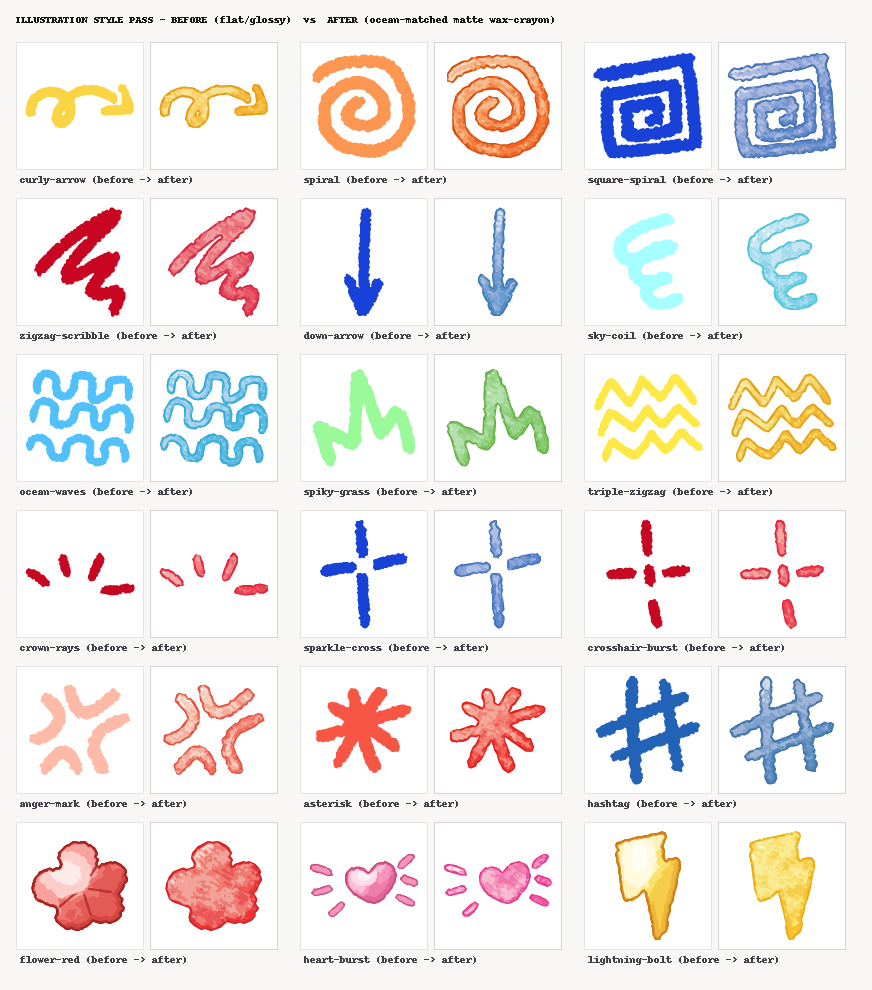 ILLUSTRATION STYLE PASS - BEFORE (flat/glossy)  vs  AFTER (ocean-matched matte wax-crayon)
curly-arrow (before -> after)
spiral (before -> after)
square-spiral (before -> after)
zigzag-scribble (before -> after)
down-arrow (before -> after)
sky-coil (before -> after)
ocean-waves (before -> after)
spiky-grass (before -> after)
triple-zigzag (before -> after)
crown-rays (before -> after)
sparkle-cross (before -> after)
crosshair-burst (before -> after)
anger-mark (before -> after)
asterisk (before -> after)
hashtag (before -> after)
flower-red (before -> after)
heart-burst (before -> after)
lightning-bolt (before -> after)